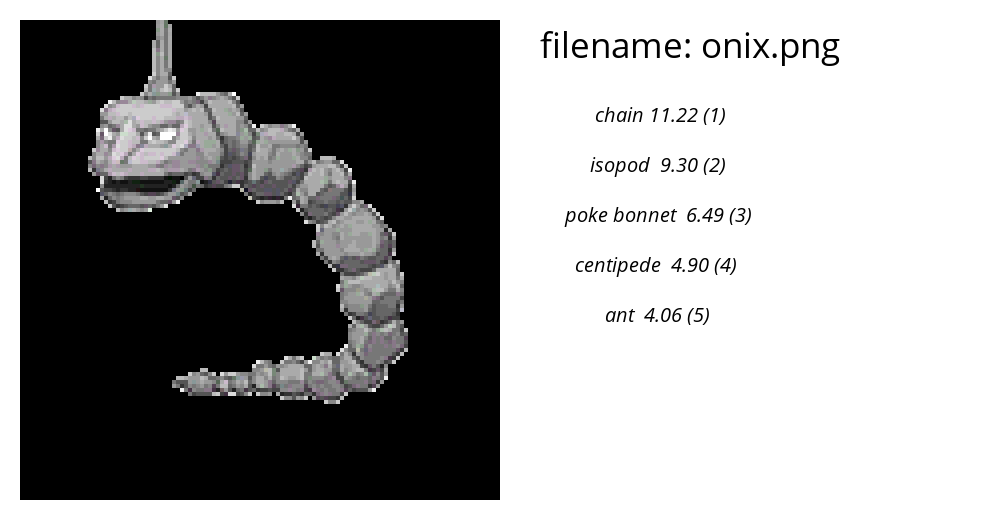 filename: onix.png
chain 11.22 (1)
isopod 9.30 (2)
poke bonnet 6.49 (3)
centipede 4.90 (4)
ant 4.06 (5)